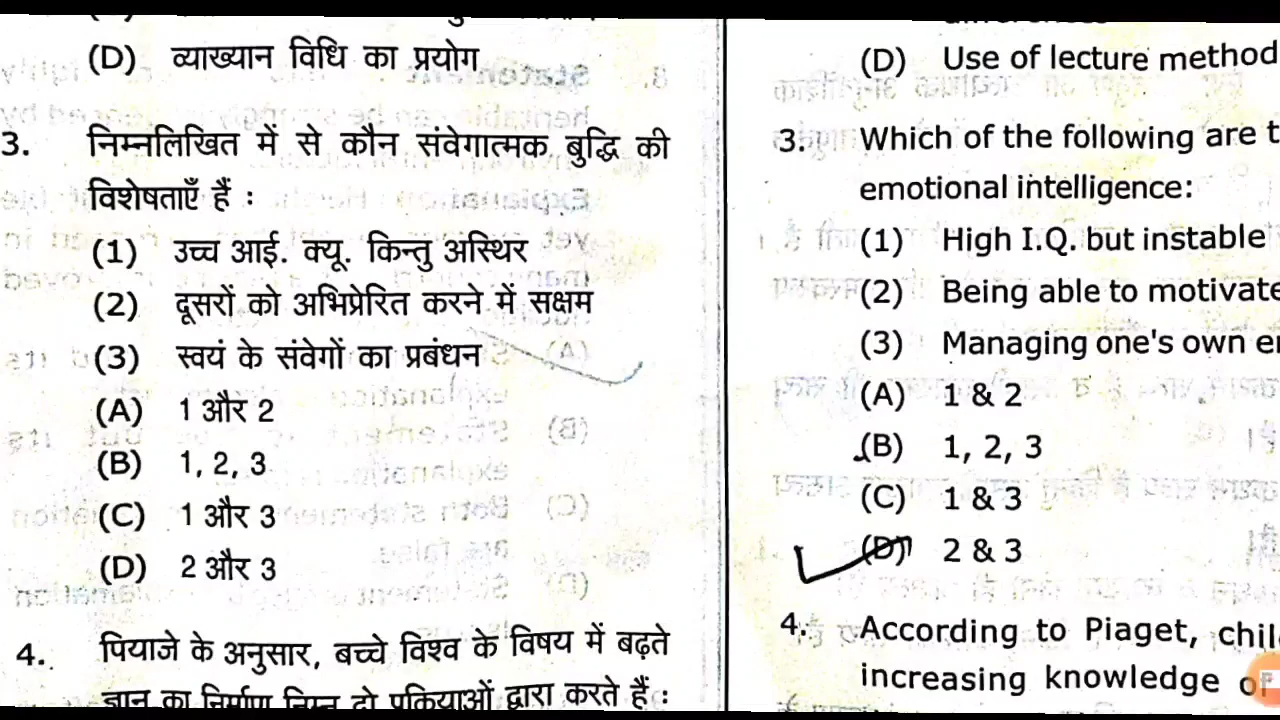 (D) व्याख्यान विधि का प्रयोग
3. निम्नलिखित में से कौन संवेगात्मक बुद्धि की
विशेषताएँ हैं :
(1) उच्च आई. क्यू. किन्तु अस्थिर
(2) दूसरों को अभिप्रेरित करने में सक्षम
(3) स्वयं के संवेगों का प्रबंधन
(A) 1 और 2
(B) 1, 2, 3
(C) 1 और 3
(D) 2 और 3
4. पियाजे के अनुसार, बच्चे विश्व के विषय में बढ़ते
ज्ञान का निर्माण निम्न दो प्रक्रियाओं द्वारा करते हैं :
(D) Use of lecture method
3. Which of the following are t
emotional intelligence:
(1) High I.Q. but instable
(2) Being able to motivate
(3) Managing one's own e
(A) 1 & 2
(B) 1, 2, 3
(C) 1 & 3
(D) 2 & 3
4. According to Piaget, chil
increasing knowledge of